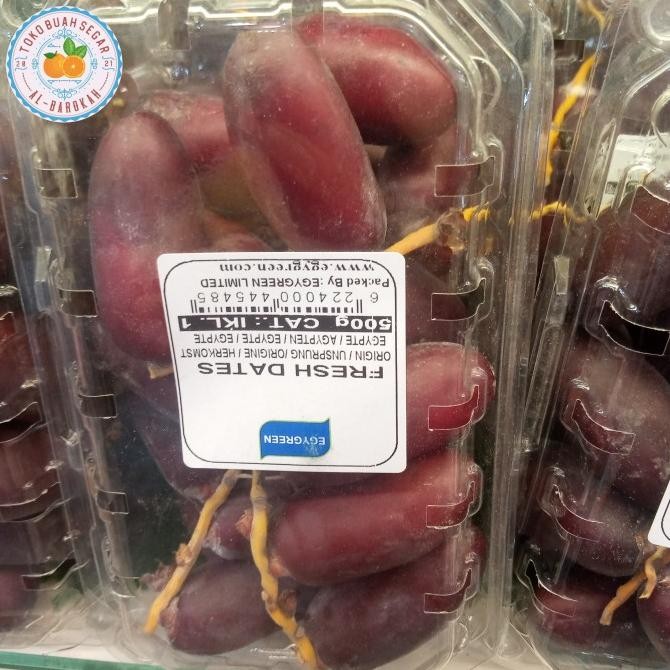 TOKO BUAH SEGAR
20 21
AL-BAROKAH
EGYGREEN
FRESH DATES
ORIGIN / UNSPRUNG / ORIGINE / HERKOMST
EGYPTE / ÄGYPTEN / EGYPTE / EGYPTE
500g CAT.: IKL. 1
6 224000 445485
Packed By : EGYGREEN LIMITED
www.egygreen.com